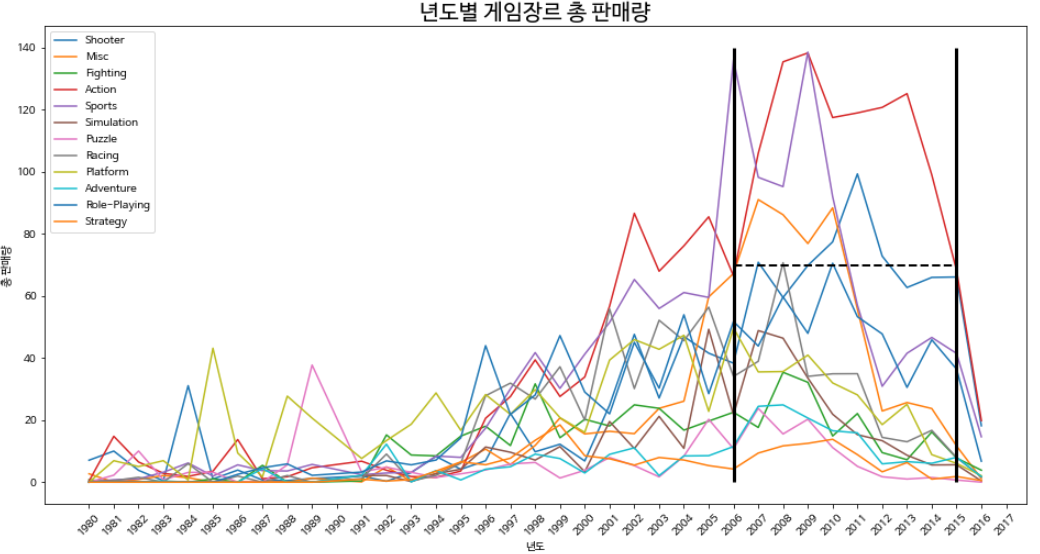 년도별 게임장르 총 판매량
Shooter
Misc
Fighting
Action
Sports
Simulation
Puzzle
Racing
Platform
Adventure
Role-Playing
Strategy
총 판매량
140
120
100
80
60
40
20
0
1980 1981 1982 1983 1984 1985 1986 1987 1988 1989 1990 1991 1992 1993 1994 1995 1996 1997 1998 1999 2000 2001 2002 2003 2004 2005 2006 2007 2008 2009 2010 2011 2012 2013 2014 2015 2016 2017
년도